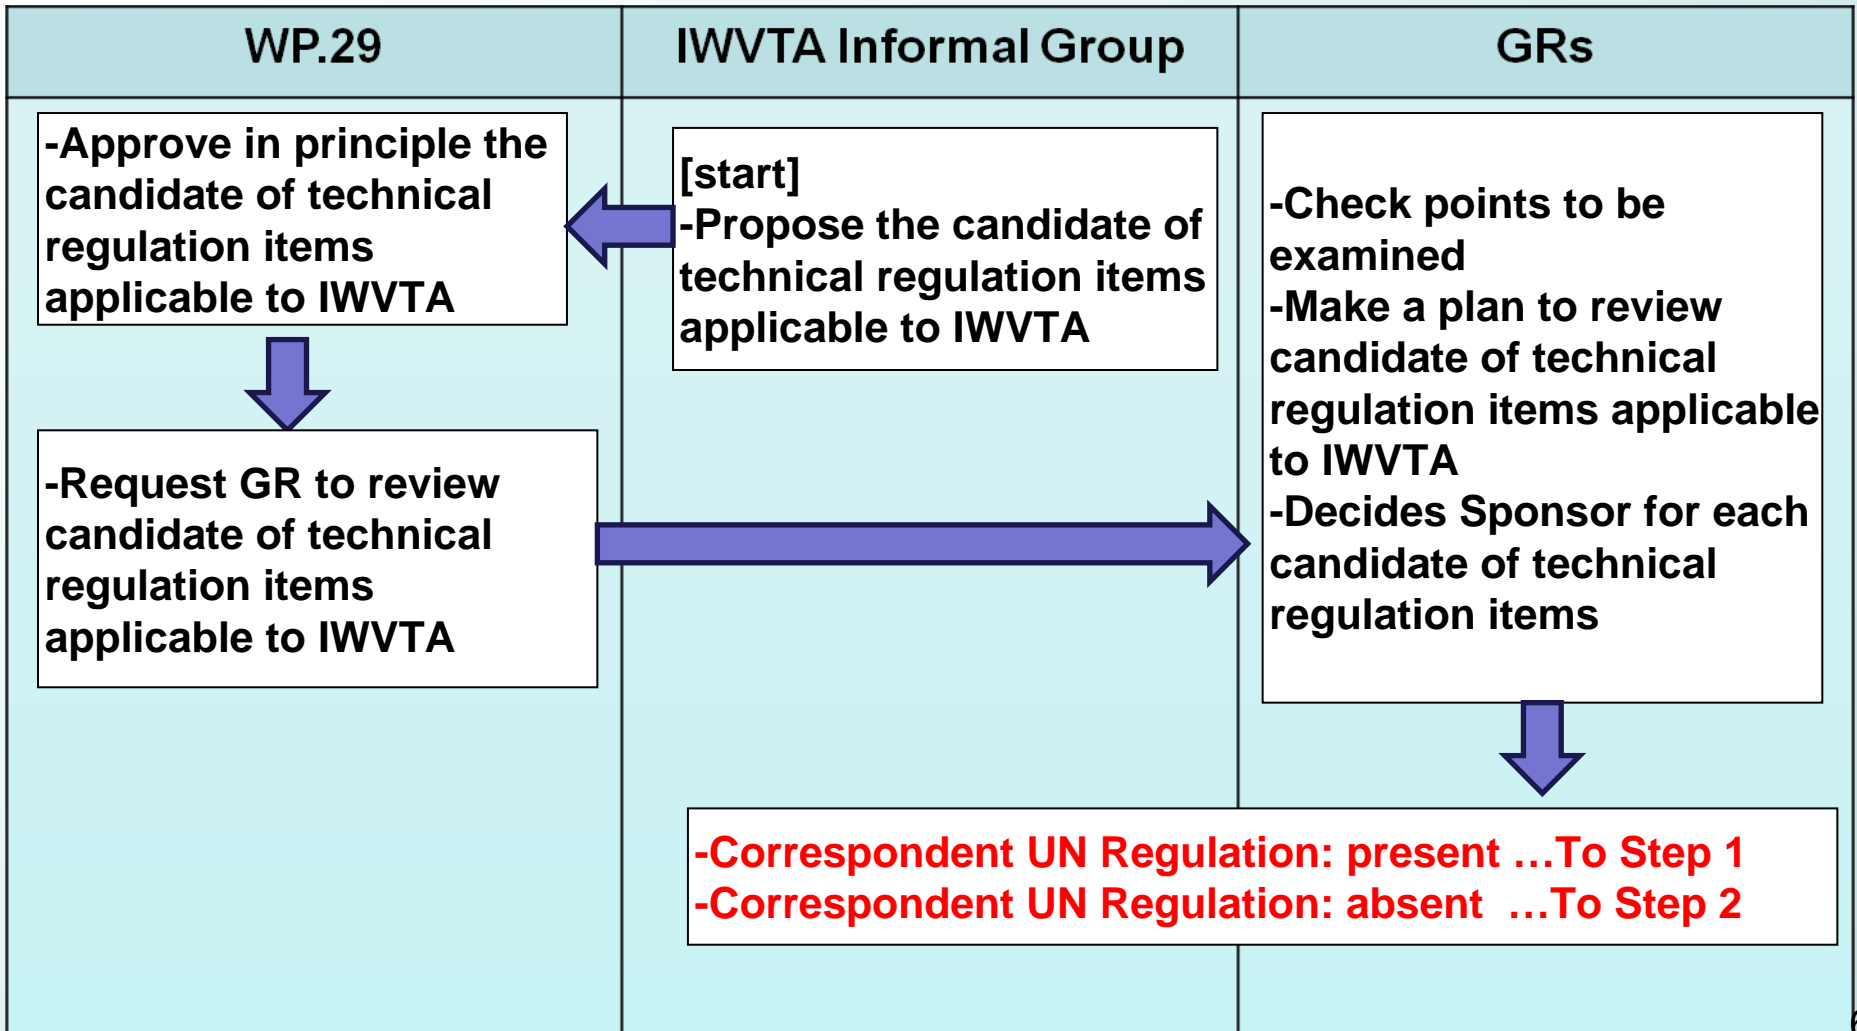 WP.29
IWVTA Informal Group
GRs
-Approve in principle the
candidate of technical
regulation items
applicable to IWVTA
[start]
-Propose the candidate of
technical regulation items
applicable to IWVTA
-Check points to be
examined
-Make a plan to review
candidate of technical
regulation items applicable
to IWVTA
-Decides Sponsor for each
candidate of technical
regulation items
-Request GR to review
candidate of technical
regulation items
applicable to IWVTA
-Correspondent UN Regulation: present …To Step 1
-Correspondent UN Regulation: absent  …To Step 2